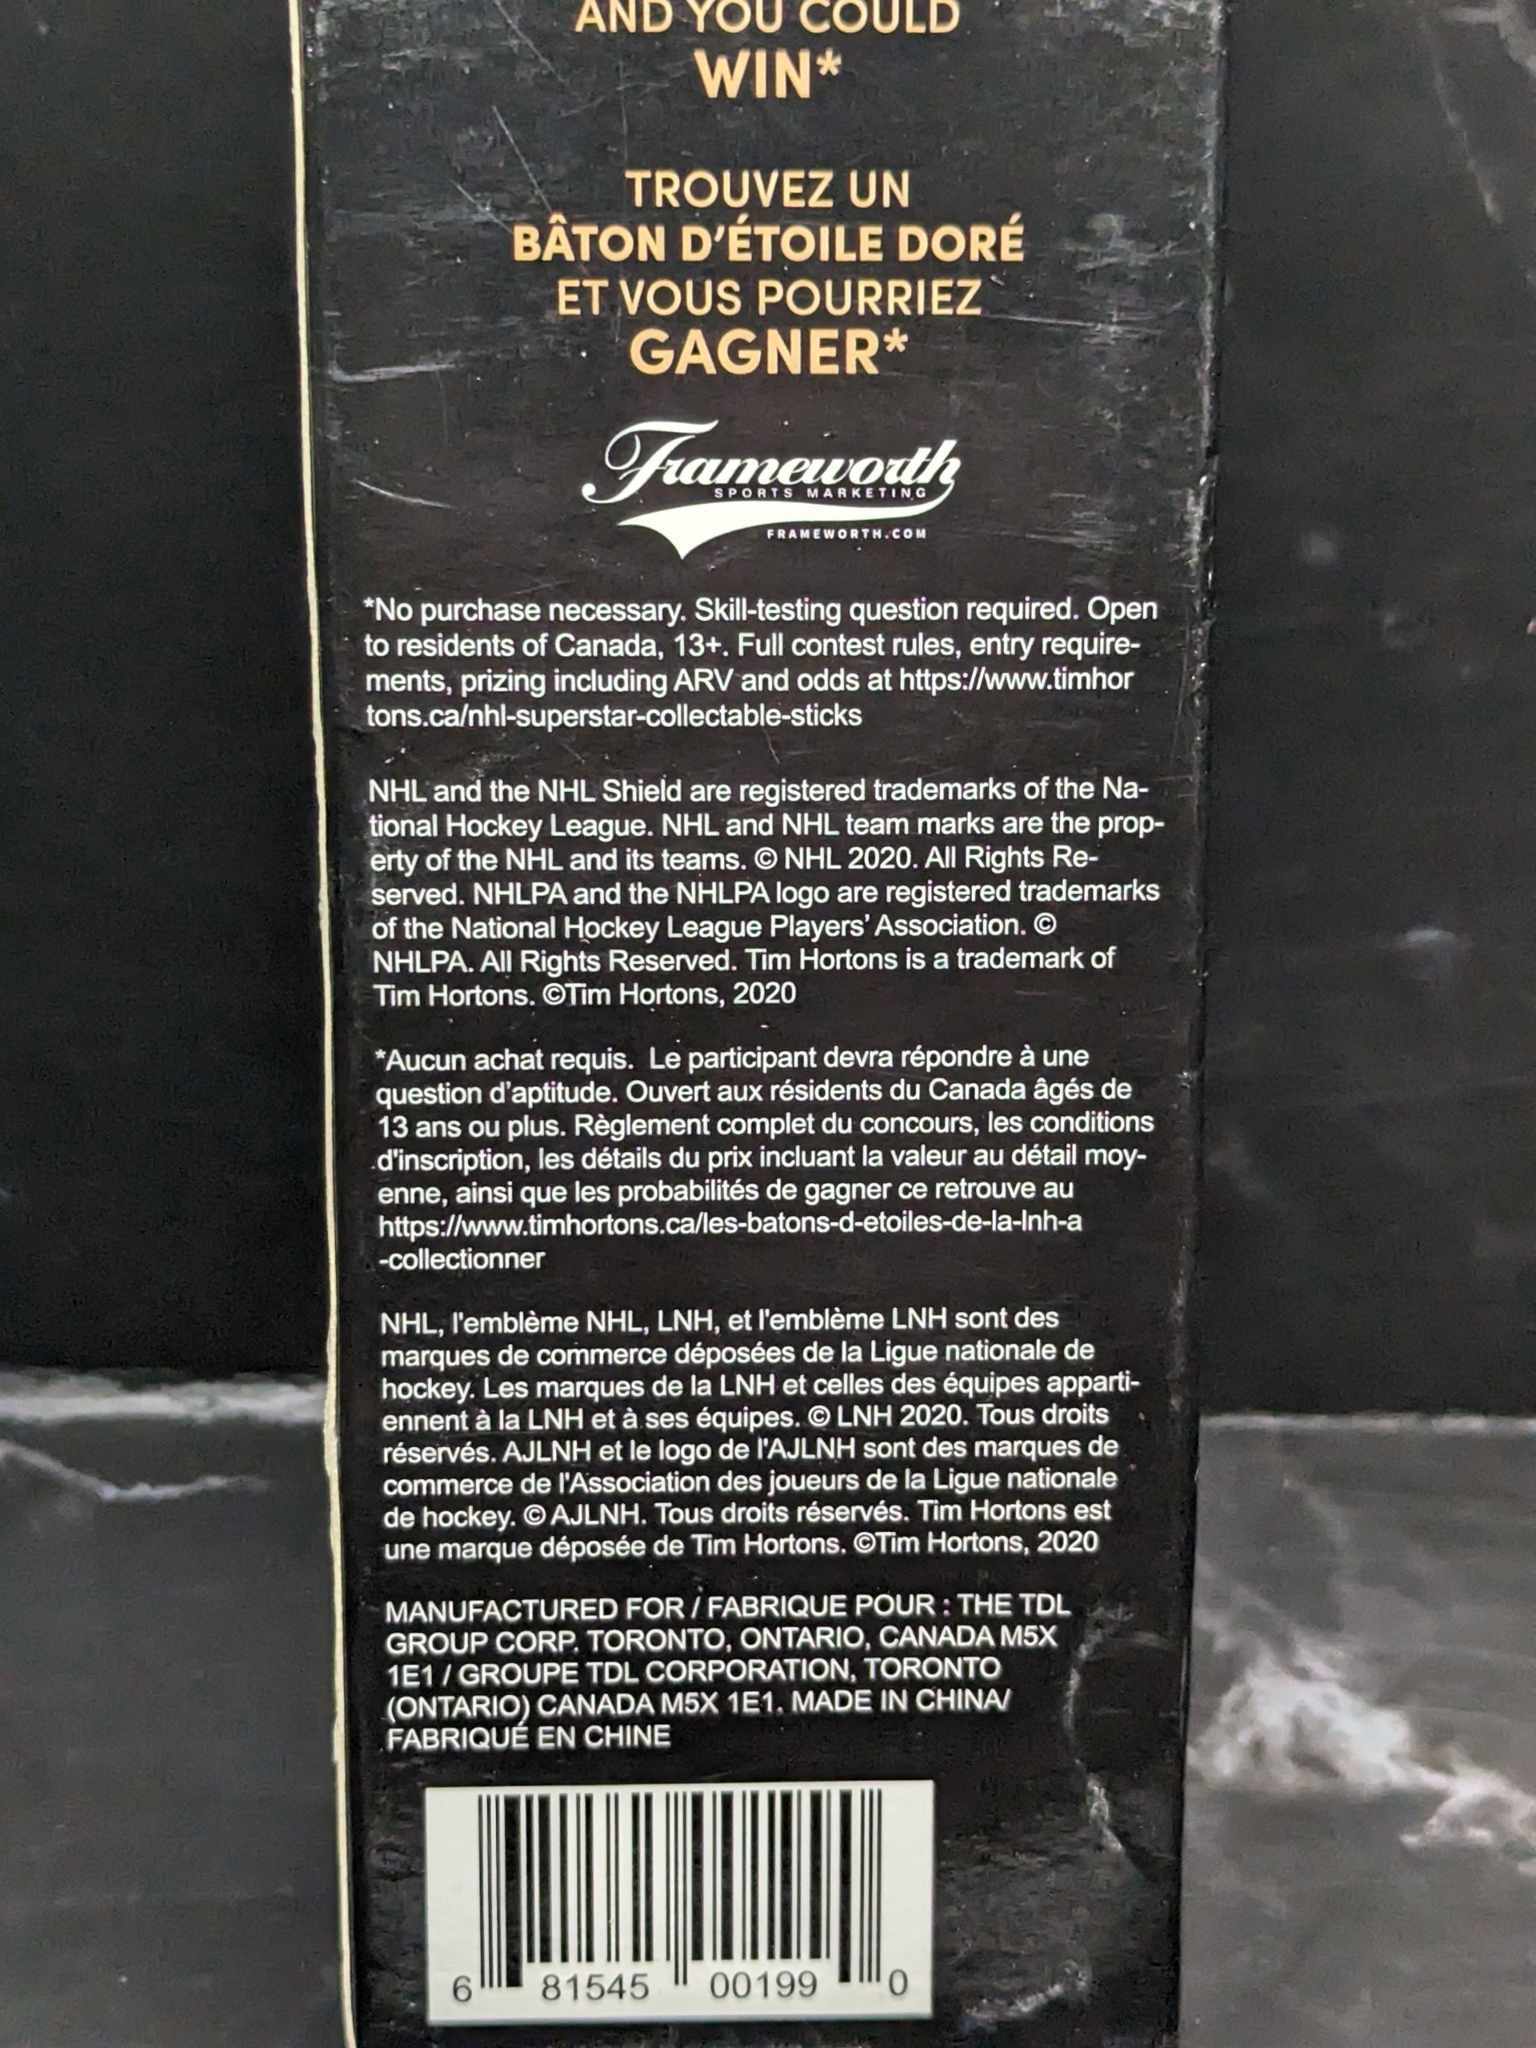 AND YOU COULD
WIN*
TROUVEZ UN
BÂTON D'ÉTOILE DORÉ
ET VOUS POURRIEZ
GAGNER*
Frameworth
SPORTS MARKETING
FRAMEWORTH.COM
*No purchase necessary. Skill-testing question required. Open
to residents of Canada, 13+. Full contest rules, entry require-
ments, prizing including ARV and odds at https://www.timhor
tons.ca/nhl-superstar-collectable-sticks
NHL and the NHL Shield are registered trademarks of the Na-
tional Hockey League. NHL and NHL team marks are the prop-
erty of the NHL and its teams. © NHL 2020. All Rights Re-
served. NHLPA and the NHLPA logo are registered trademarks
of the National Hockey League Players' Association. ©
NHLPA. All Rights Reserved. Tim Hortons is a trademark of
Tim Hortons. ©Tim Hortons, 2020
*Aucun achat requis. Le participant devra répondre à une
question d'aptitude. Ouvert aux résidents du Canada âgés de
13 ans ou plus. Règlement complet du concours, les conditions
d'inscription, les détails du prix incluant la valeur au détail moy-
enne, ainsi que les probabilités de gagner ce retrouve au
https://www.timhortons.ca/les-batons-d-etoiles-de-la-lnh-a
-collectionner
NHL, l'emblème NHL, LNH, et l'emblème LNH sont des
marques de commerce déposées de la Ligue nationale de
hockey. Les marques de la LNH et celles des équipes apparti-
ennent à la LNH et à ses équipes. © LNH 2020. Tous droits
réservés. AJLNH et le logo de l'AJLNH sont des marques de
commerce de l'Association des joueurs de la Ligue nationale
de hockey. © AJLNH. Tous droits réservés. Tim Hortons est
une marque déposée de Tim Hortons. ©Tim Hortons, 2020
MANUFACTURED FOR / FABRIQUE POUR : THE TDL
GROUP CORP. TORONTO, ONTARIO, CANADA M5X
1E1 / GROUPE TDL CORPORATION, TORONTO
(ONTARIO) CANADA M5X 1E1. MADE IN CHINA/
FABRIQUÉ EN CHINE
6 81545 00199 0